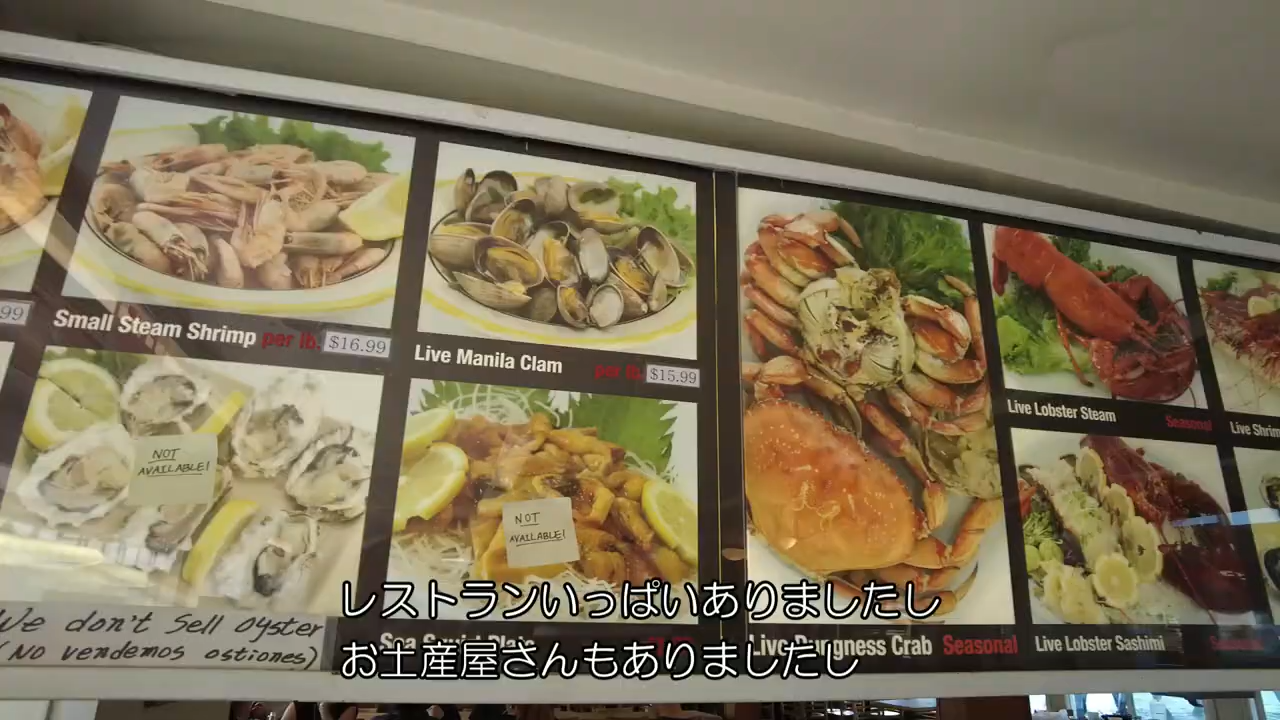 99
Small Steam Shrimp per lb. $16.99
Live Manila Clam per lb. $15.99
Live Lobster Steam Seasonal
Live Shrim
NOT
AVAILABLE!
NOT
AVAILABLE!
We don't Sell oyster
(NO vendemos ostiones)
Live Dungness Crab Seasonal
Live Lobster Sashimi
レストランいっぱいありましたし
お土産屋さんもありましたし